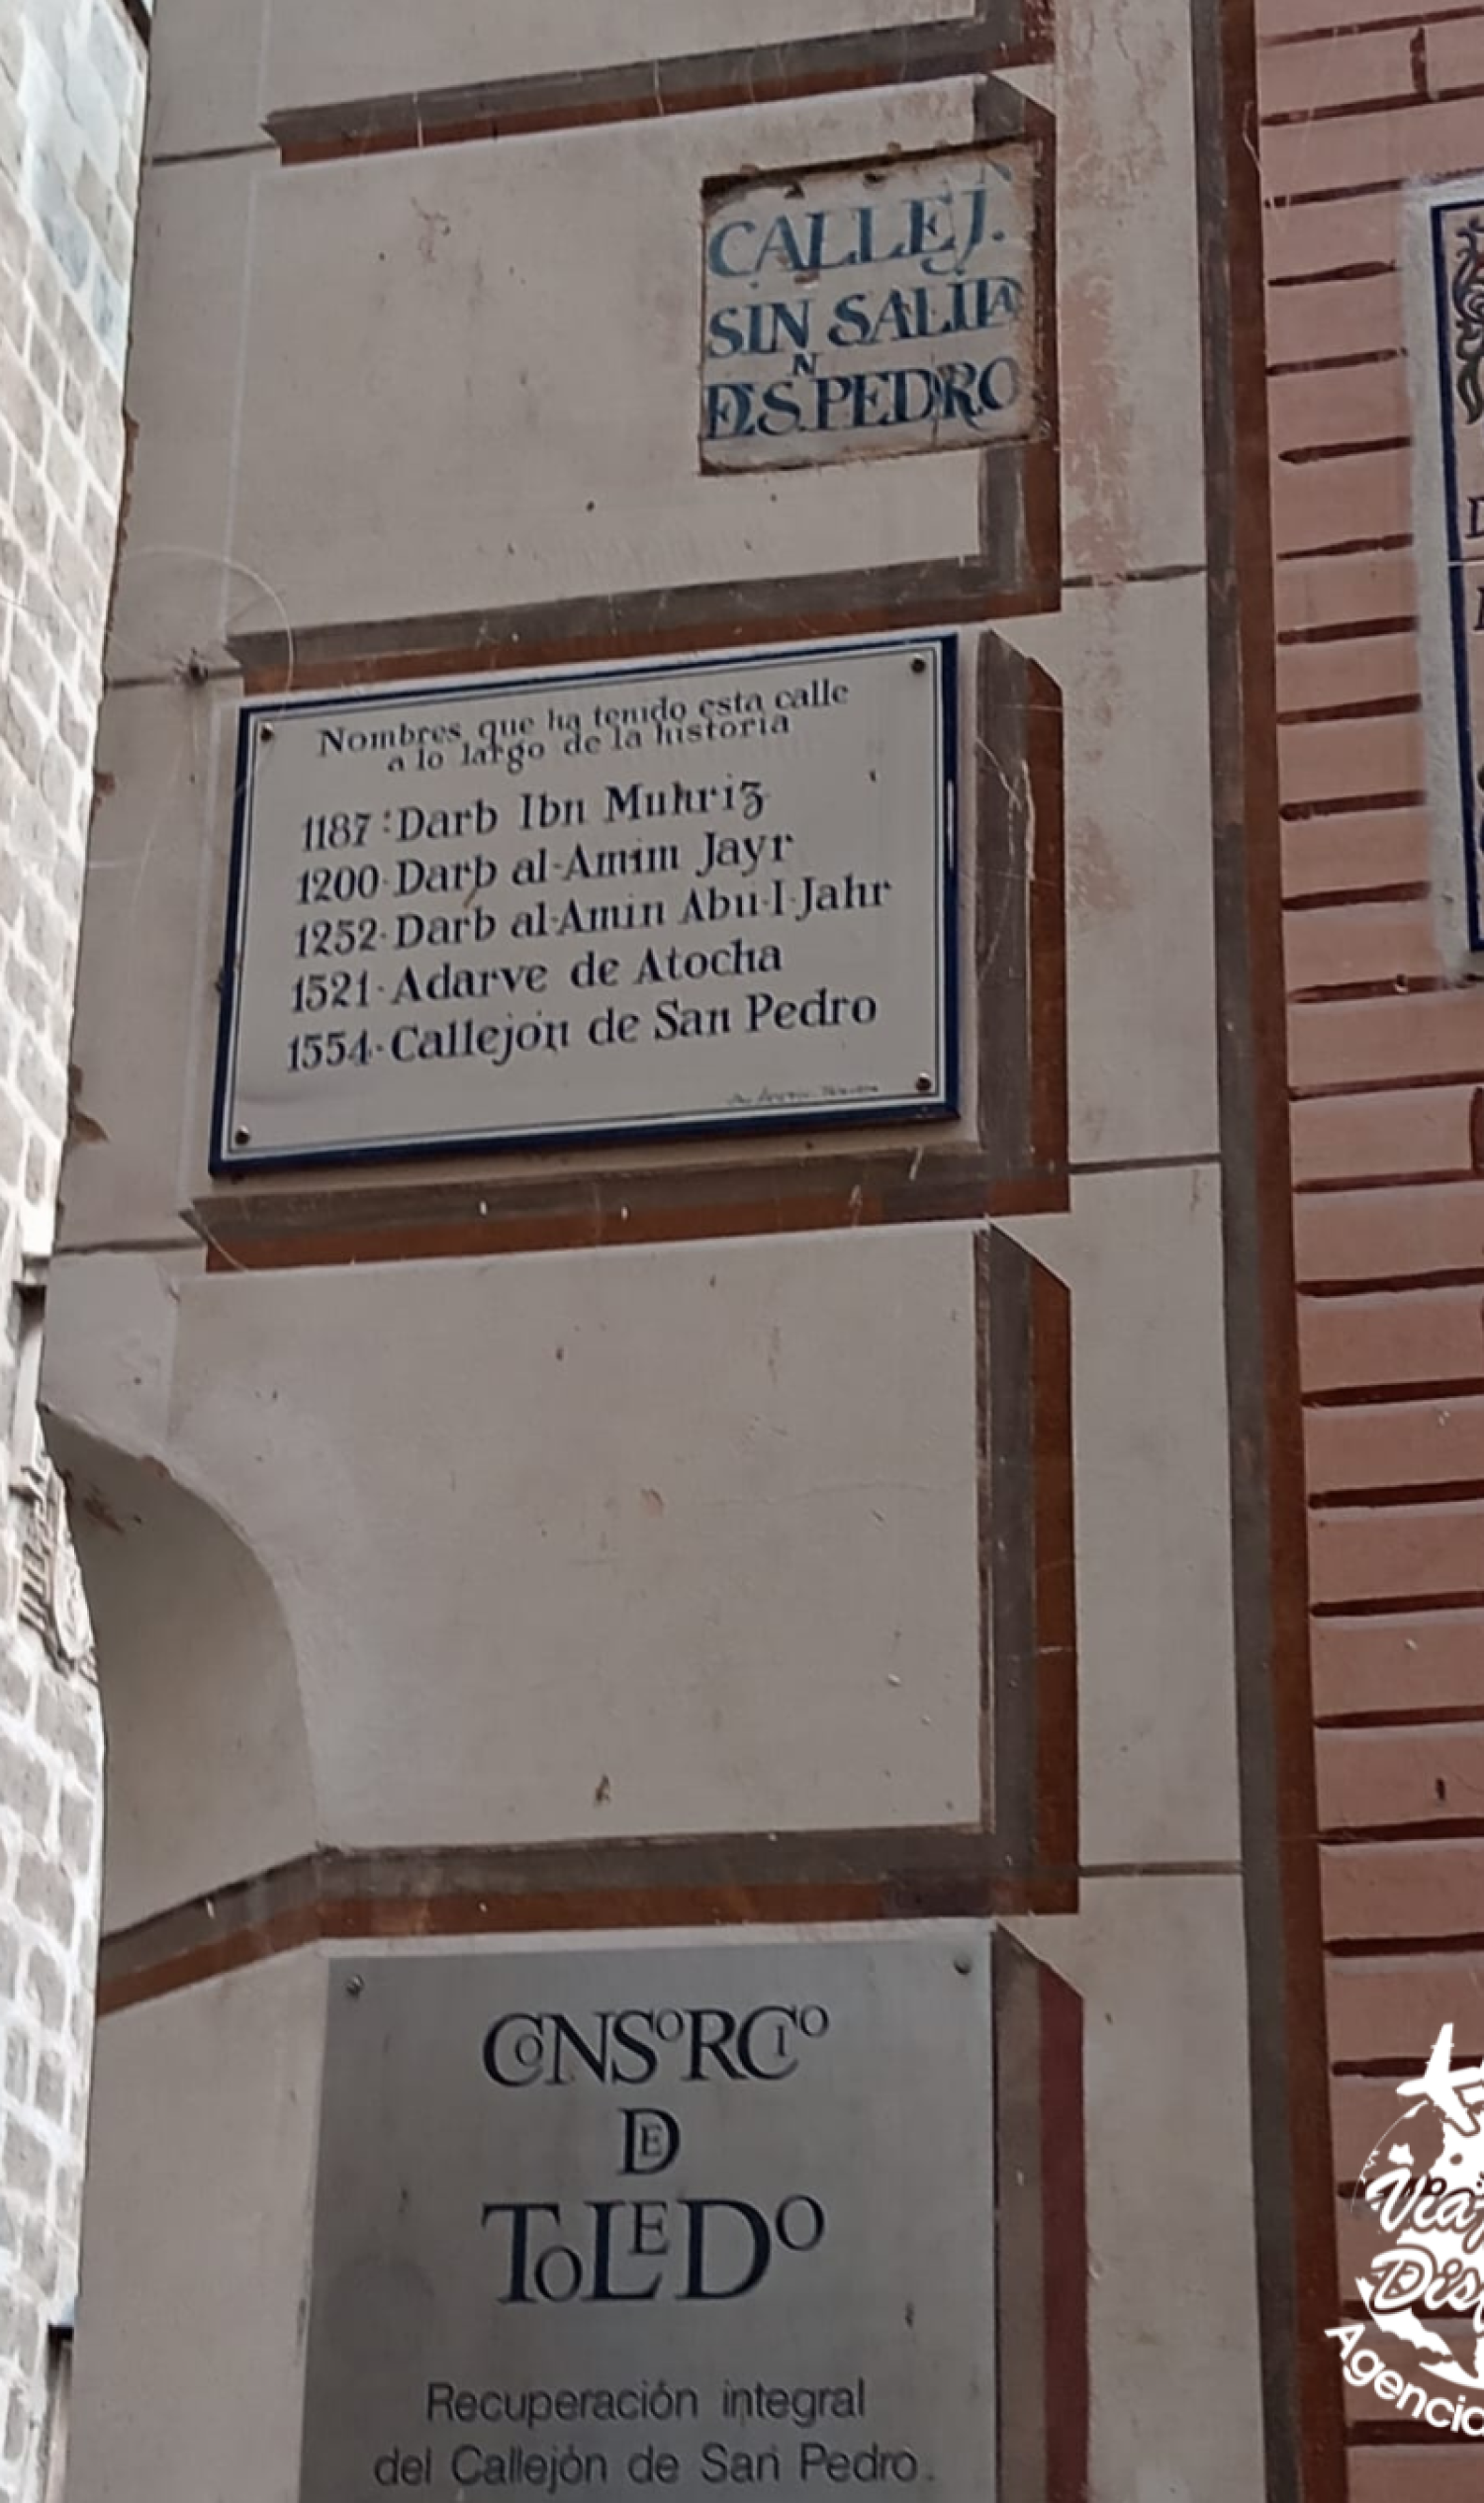 CALLEJ.
SIN SALIDA
DE S.N PEDRO
Nombres que ha tenido esta calle
a lo largo de la historia
1187·Darb Ibn Muhriz
1200·Darb al-Amim Jayr
1252·Darb al-Amin Abu-l-Jahr
1521·Adarve de Atocha
1554·Callejón de San Pedro
CONSORCIO
DE
TOLEDO
Recuperación integral
del Callejón de San Pedro.
Agencia